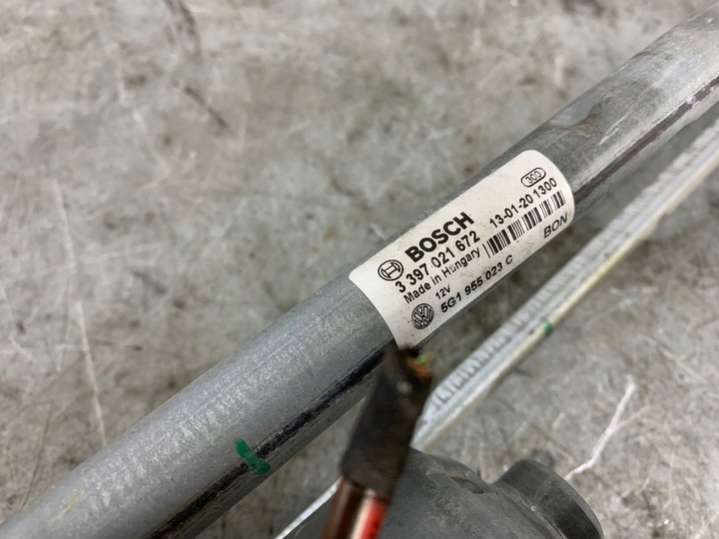 BOSCH
3 397 021 672 13-01-20 1300
Made in Hungary
12V
5G1 955 023 C BON